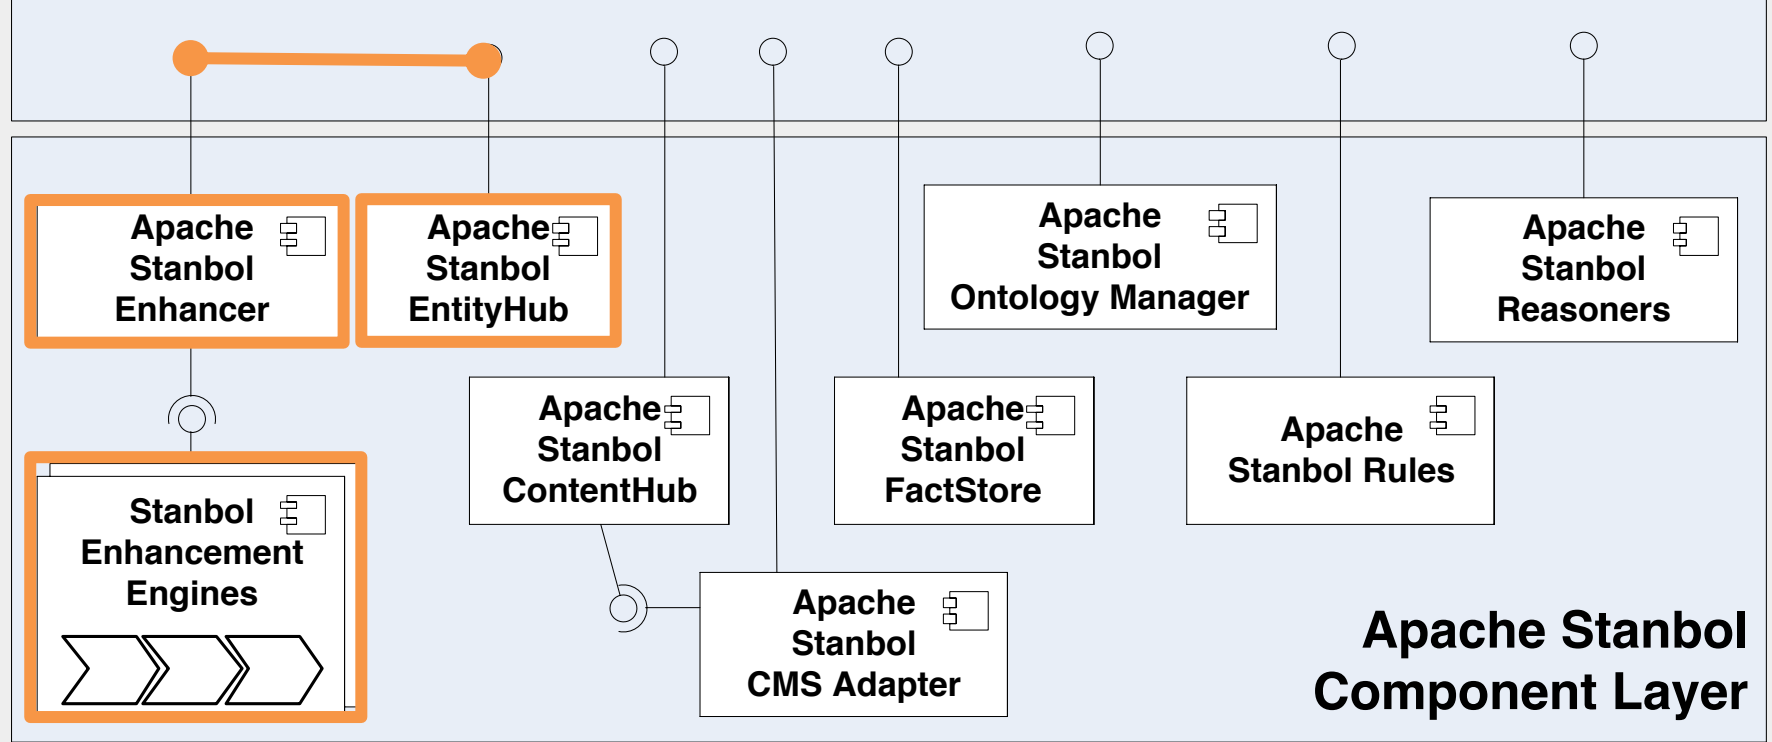 Apache
Stanbol
Enhancer
Apache
Stanbol
EntityHub
Apache
Stanbol
Ontology Manager
Apache
Stanbol
Reasoners
Apache
Stanbol
ContentHub
Apache
Stanbol
FactStore
Apache
Stanbol Rules
Stanbol
Enhancement
Engines
Apache
Stanbol
CMS Adapter
Apache Stanbol
Component Layer